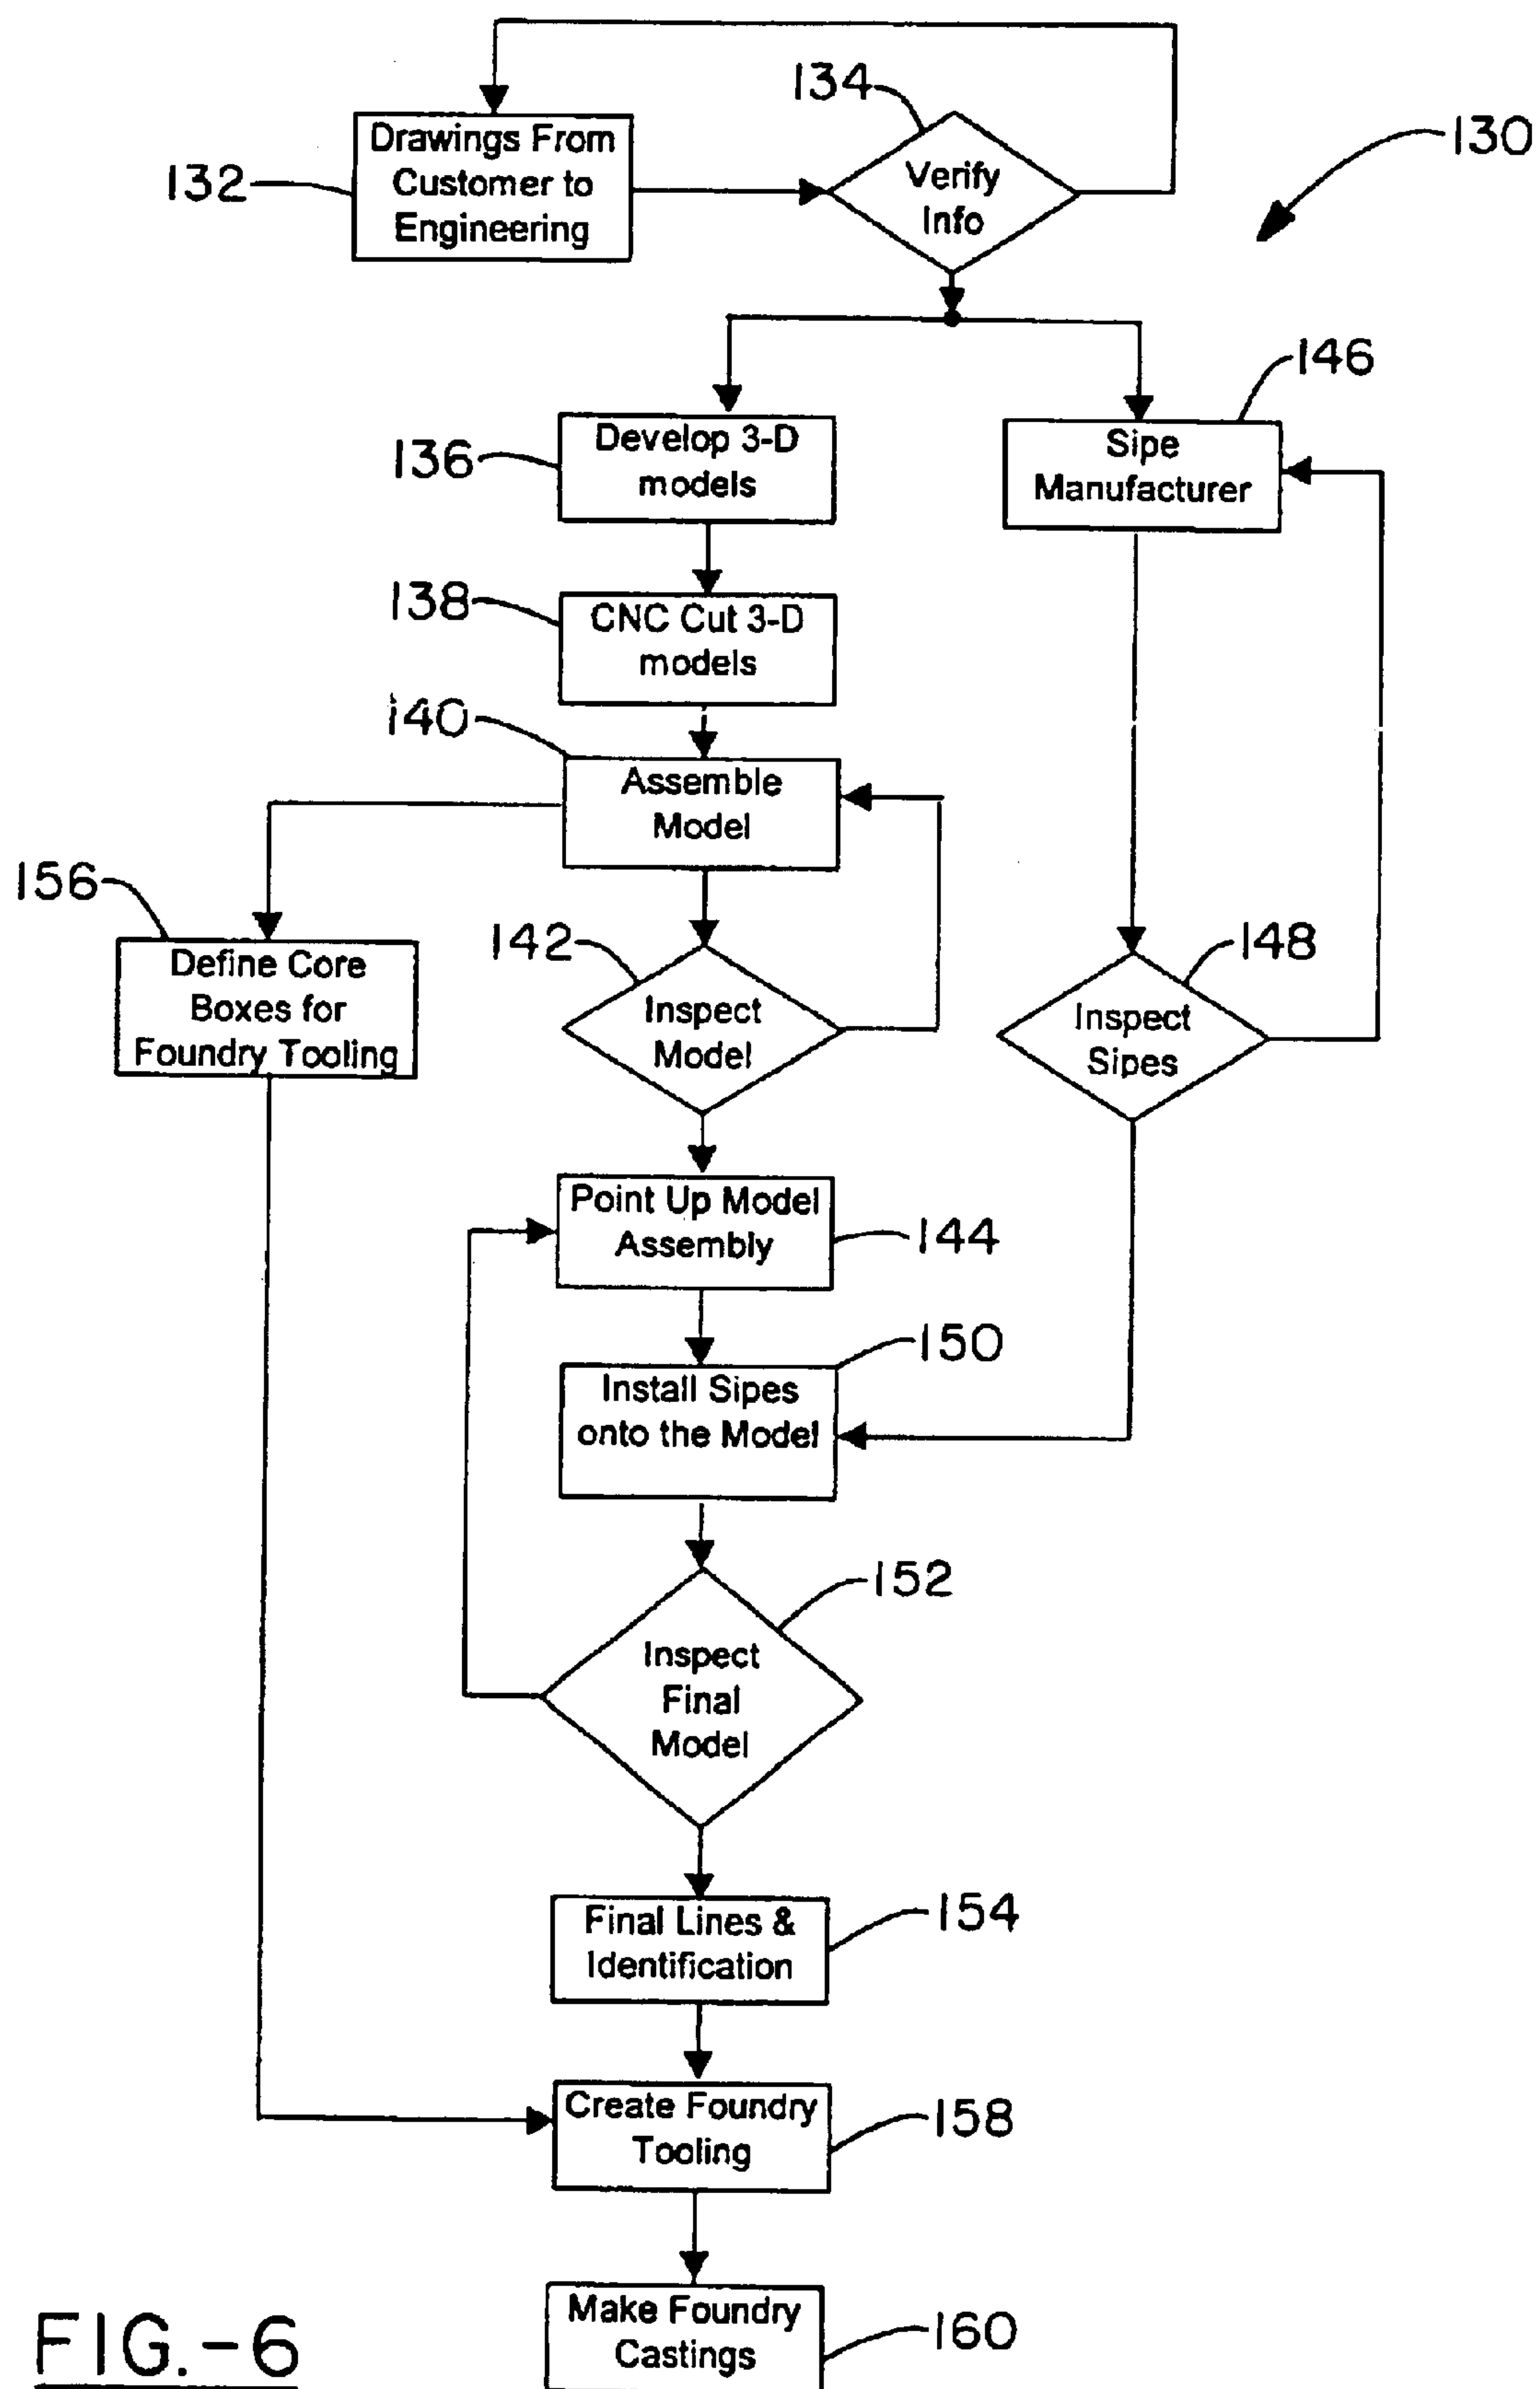 134
130
Drawings From
Customer to
Engineering
132
Verify
Info
146
Develop 3-D
models
136
Sipe
Manufacturer
138
CNC Cut 3-D
models
140
Assemble
Model
156
Define Core
Boxes for
Foundry Tooling
142
Inspect
Model
148
Inspect
Sipes
Point Up Model
Assembly
144
150
Install Sipes
onto the Model
152
Inspect
Final
Model
Final Lines &
Identification
154
Create Foundry
Tooling
158
Make Foundry
Castings
160
FIG.-6